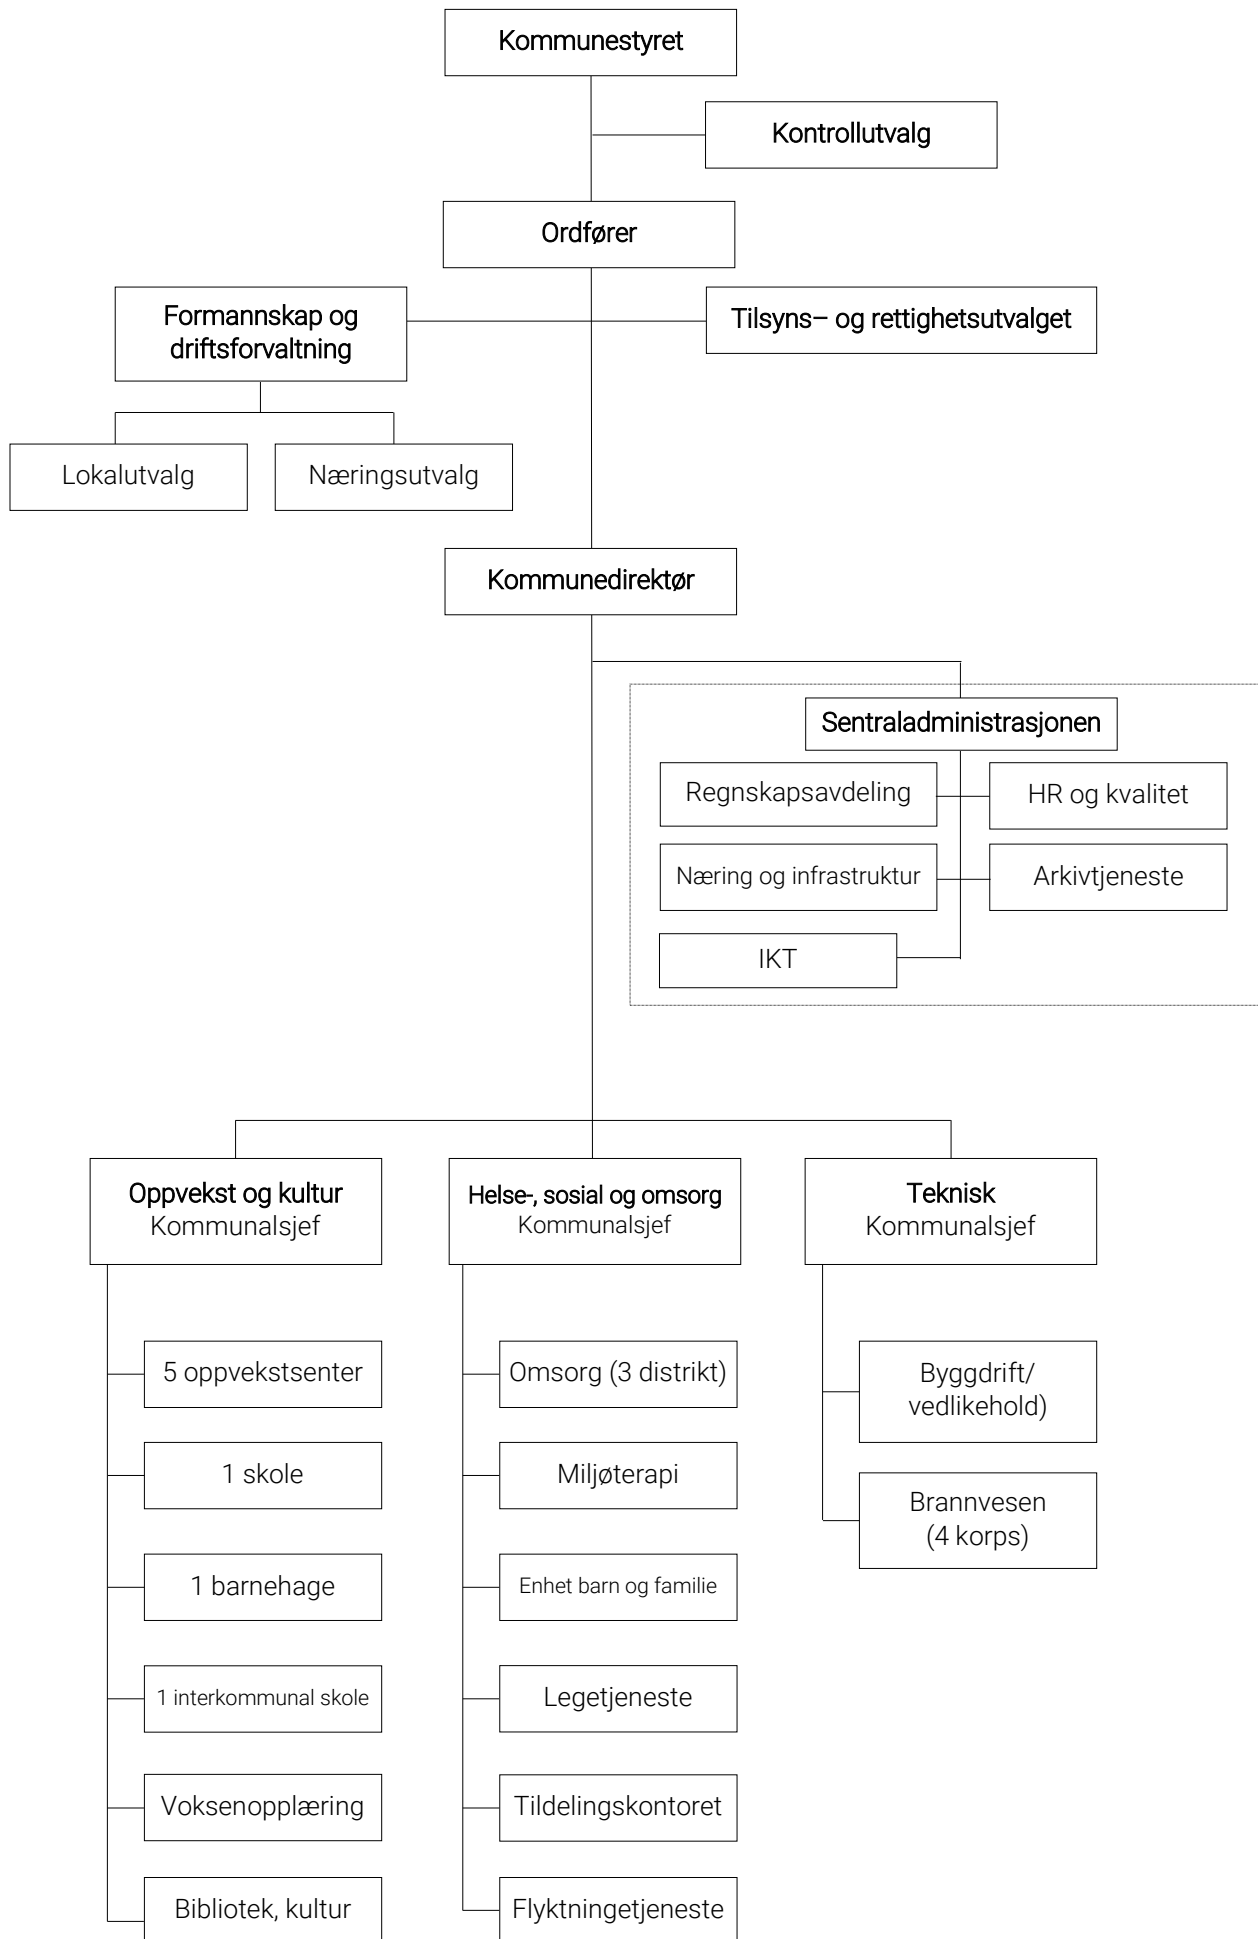 Kommunestyret
Kontrollutvalg
Ordfører
Formannskap og
driftsforvaltning
Tilsyns– og rettighetsutvalget
Lokalutvalg
Næringsutvalg
Kommunedirektør
Sentraladministrasjonen
Regnskapsavdeling
HR og kvalitet
Næring og infrastruktur
Arkivtjeneste
IKT
Oppvekst og kultur
Kommunalsjef
5 oppvekstsenter
1 skole
1 barnehage
1 interkommunal skole
Voksenopplæring
Bibliotek, kultur
Helse-, sosial og omsorg
Kommunalsjef
Omsorg (3 distrikt)
Miljøterapi
Enhet barn og familie
Legetjeneste
Tildelingskontoret
Flyktningetjeneste
Teknisk
Kommunalsjef
Byggdrift/
vedlikehold)
Brannvesen
(4 korps)